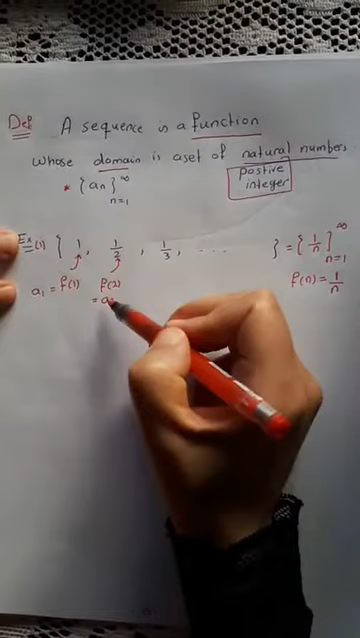 Def A sequence is a function
whose domain is a set of natural numbers
* {an}∞n=1 postive
integer
Ex(1) { 1, 1/2, 1/3, ... } = {1/n}∞n=1
a1 = f(1) f(2) f(n) = 1/n
= a